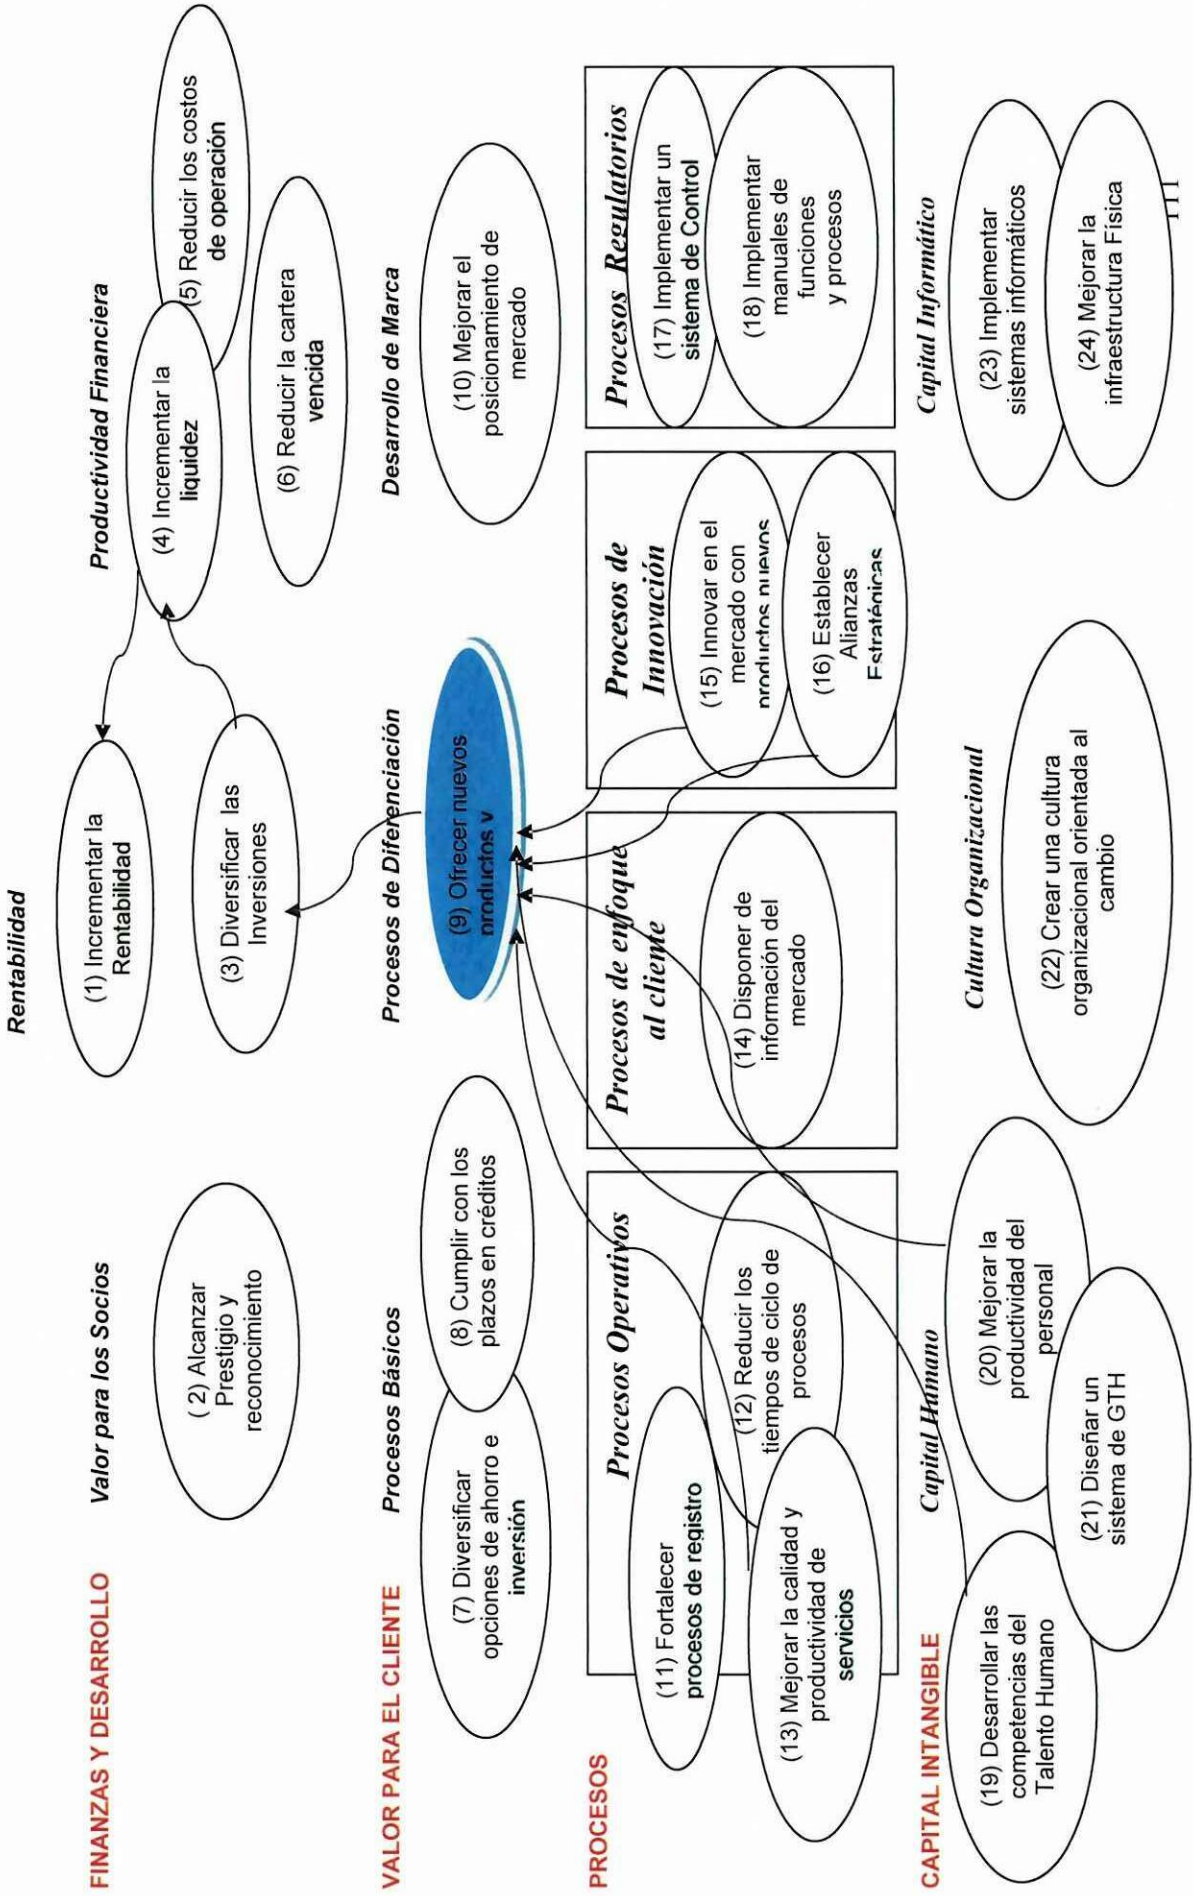 FINANZAS Y DESARROLLO
Valor para los Socios
Rentabilidad
Productividad Financiera
( 2) Alcanzar
Prestigio y
reconocimiento
(1) Incrementar la
Rentabilidad
(3) Diversificar las
Inversiones
(4) Incrementar la
liquidez
(5) Reducir los costos
de operación
(6) Reducir la cartera
vencida
VALOR PARA EL CLIENTE
Procesos Básicos
Procesos de Diferenciación
Desarrollo de Marca
(7) Diversificar
opciones de ahorro e
inversión
(8) Cumplir con los
plazos en créditos
(9) Ofrecer nuevos
productos y
(10) Mejorar el
posicionamiento de
mercado
PROCESOS
Procesos Operativos
(11) Fortalecer
procesos de registro
(12) Reducir los
tiempos de ciclo de
procesos
(13) Mejorar la calidad y
productividad de
servicios
Procesos de enfoque
al cliente
(14) Disponer de
información del
mercado
Procesos de
Innovación
(15) Innovar en el
mercado con
productos nuevos
(16) Establecer
Alianzas
Estratégicas
Procesos Regulatorios
(17) Implementar un
sistema de Control
(18) Implementar
manuales de
funciones
y procesos
CAPITAL INTANGIBLE
Capital Humano
Cultura Organizacional
Capital Informático
(19) Desarrollar las
competencias del
Talento Humano
(20) Mejorar la
productividad del
personal
(21) Diseñar un
sistema de GTH
(22) Crear una cultura
organizacional orientada al
cambio
(23) Implementar
sistemas informáticos
(24) Mejorar la
infraestructura Física
111